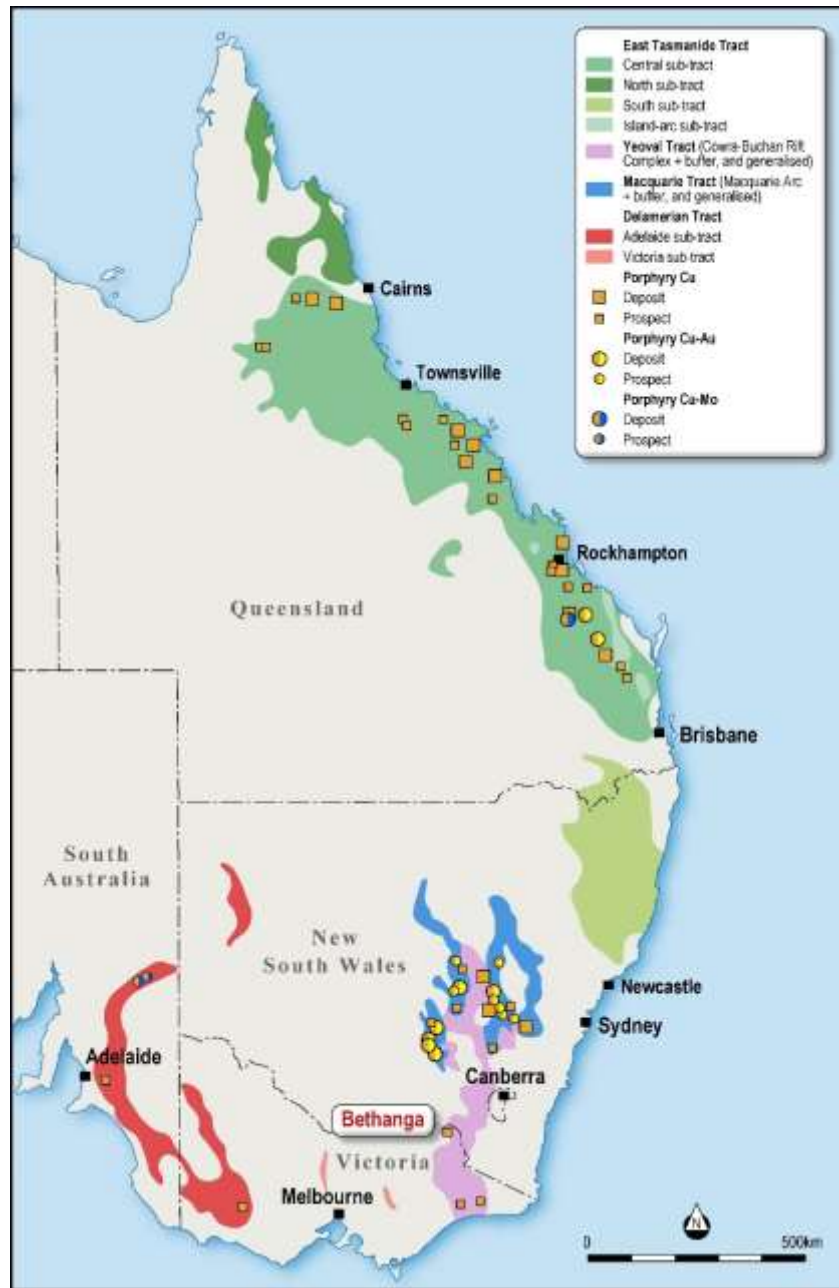 East Tasmanide Tract
Central sub-tract
North sub-tract
South sub-tract
Island-arc sub-tract
Yeoval Tract (Cowra-Buchan Rift
Complex + buffer, and generalised)
Macquarie Tract (Macquarie Arc
+ buffer, and generalised)
Delamerian Tract
Adelaide sub-tract
Victoria sub-tract
Porphyry Cu
Deposit
Prospect
Porphyry Cu-Au
Deposit
Prospect
Porphyry Cu-Mo
Deposit
Prospect
Cairns
Townsville
Rockhampton
Queensland
Brisbane
South
Australia
New
South Wales
Newcastle
Sydney
Adelaide
Canberra
Bethanga
Victoria
Melbourne
N
0
500km